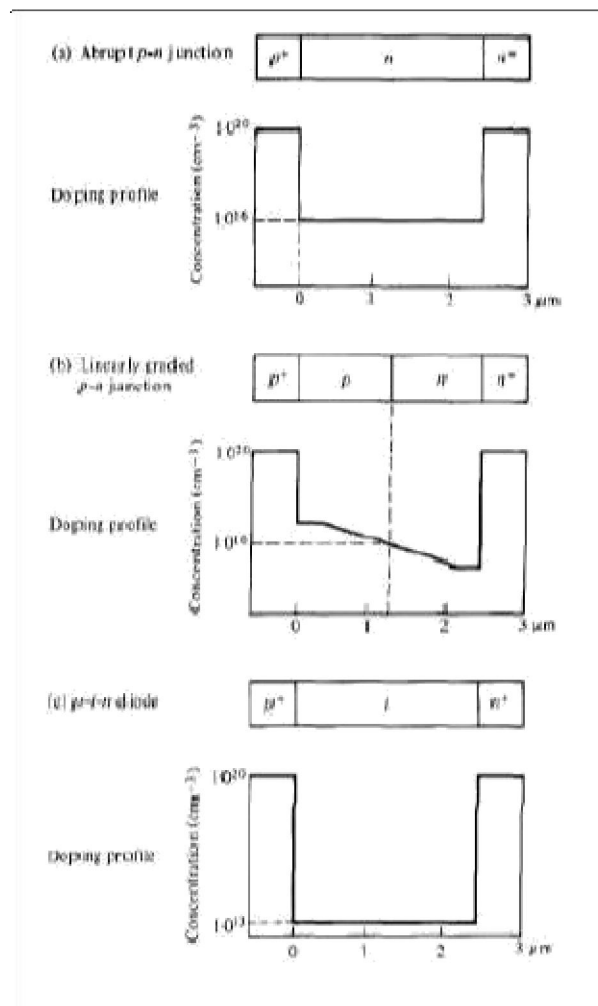 (a) Abrupt p-n junction
p+ n n+
Concentration (cm−3)
10²⁰
Doping profile
10¹⁶
0 1 2 3 μm
(b) Linearly graded
p-n junction
p+ p n n+
Concentration (cm−3)
10²⁰
Doping profile
10¹⁶
0 1 2 3 μm
(c) p-i-n diode
p+ i n+
Concentration (cm−3)
10²⁰
Doping profile
10¹³
0 1 2 3 μm